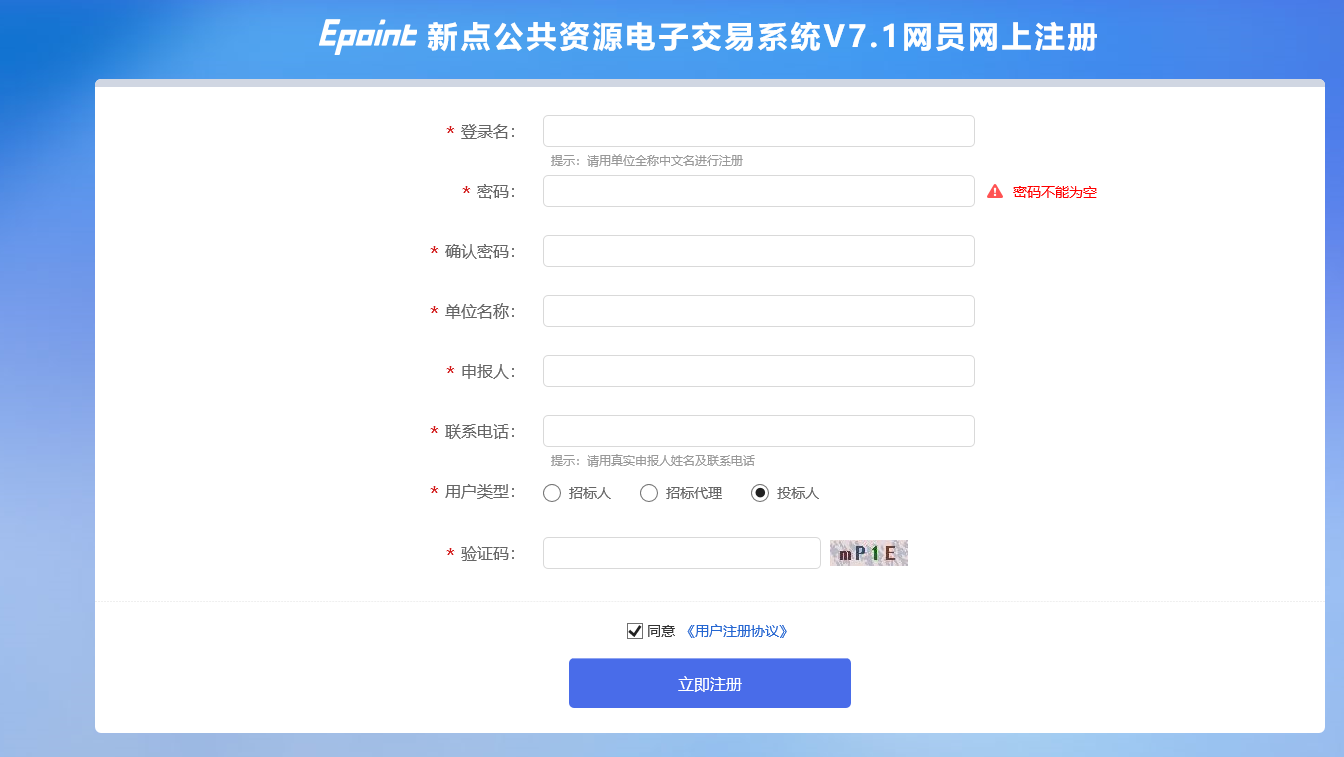 Epoint 新点公共资源电子交易系统V7.1网员网上注册
* 登录名：
提示：请用单位全称中文名进行注册
* 密码： 密码不能为空
* 确认密码：
* 单位名称：
* 申报人：
* 联系电话：
提示：请用真实申报人姓名及联系电话
* 用户类型： 招标人 招标代理 投标人
* 验证码： mP1E
同意 《用户注册协议》
立即注册